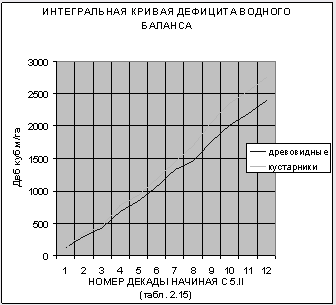 ИНТЕГРАЛЬНАЯ КРИВАЯ ДЕФИЦИТА ВОДНОГО
БАЛАНСА
3000
2500
2000
1500
1000
500
0
Двб куб.м/га
1 2 3 4 5 6 7 8 9 10 11 12
НОМЕР ДЕКАДЫ НАЧИНАЯ С 5.II
(табл. 2.15)
древовидные
кустарники